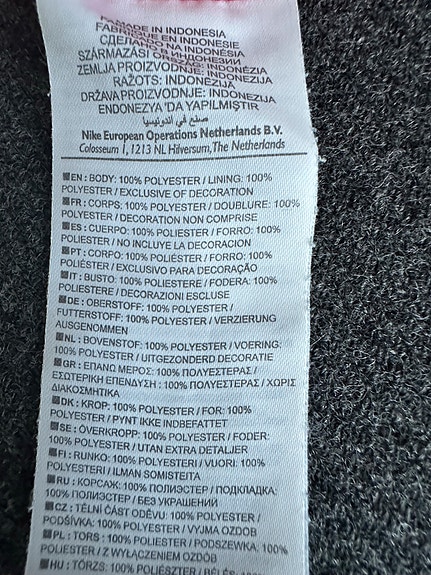 MADE IN INDONESIA
FABRIQUE EN INDONESIE
СДЕЛАНО NA INDONÉSIA
SZÁRMAZÁSI ORSZÁG: INDONÉZIA
ZEMLJA PROIZVODNJE: INDONEZIJA
RAŽOTS: INDONĒZIJA
DRŽAVA PROIZVODNJE: INDONEZIJA
ENDONEZYA 'DA YAPILMIŞTIR
صنع في اندونيسيا
Nike European Operations Netherlands B.V.
Colosseum 1, 1213 NL Hilversum, The Netherlands
EN : BODY: 100% POLYESTER / LINING: 100%
POLYESTER / EXCLUSIVE OF DECORATION
FR : CORPS: 100% POLYESTER / DOUBLURE: 100%
POLYESTER / DECORATION NON COMPRISE
ES : CUERPO: 100% POLIESTER / FORRO: 100%
POLIESTER / NO INCLUYE LA DECORACION
PT : CORPO: 100% POLIÉSTER / FORRO: 100%
POLIÉSTER / EXCLUSIVO PARA DECORAÇÃO
IT : BUSTO: 100% POLIESTERE / FODERA: 100%
POLIESTERE / DECORAZIONI ESCLUSE
DE : OBERSTOFF: 100% POLYESTER /
FUTTERSTOFF: 100% POLYESTER / VERZIERUNG
AUSGENOMMEN
NL : BOVENSTOF: 100% POLYESTER / VOERING:
100% POLYESTER / UITGEZONDERD DECORATIE
GR : ΕΠΑΝΩ ΜΕΡΟΣ: 100% ΠΟΛΥΕΣΤΕΡΑΣ /
ΕΣΩΤΕΡΙΚΗ ΕΠΕΝΔΥΣΗ : 100% ΠΟΛΥΕΣΤΕΡΑΣ / ΧΩΡΙΣ
ΔΙΑΚΟΣΜΗΤΙΚΑ
DK : KROP: 100% POLYESTER / FOR: 100%
POLYESTER / PYNT IKKE INDBEFATTET
SE : ÖVERKROPP: 100% POLYESTER / FODER:
100% POLYESTER / UTAN EXTRA DETALJER
FI : RUNKO: 100% POLYESTERI / VUORI: 100%
POLYESTERI / ILMAN SOMISTEITA
RU : КОРСАЖ: 100% ПОЛИЭСТЕР / ПОДКЛАДКА:
100% ПОЛИЭСТЕР / БЕЗ УКРАШЕНИЙ
CZ : TĚLNÍ ČÁST ODĚVU: 100% POLYESTER /
PODŠÍVKA: 100% POLYESTER / VYJMA OZDOB
PL : TORS : 100% POLIESTER / PODSZEWKA: 100%
POLIESTER / Z WYŁĄCZENIEM OZDÓB
HU : TÖRZS: 100% POLIÉSZTER / BÉLÉS: 100%